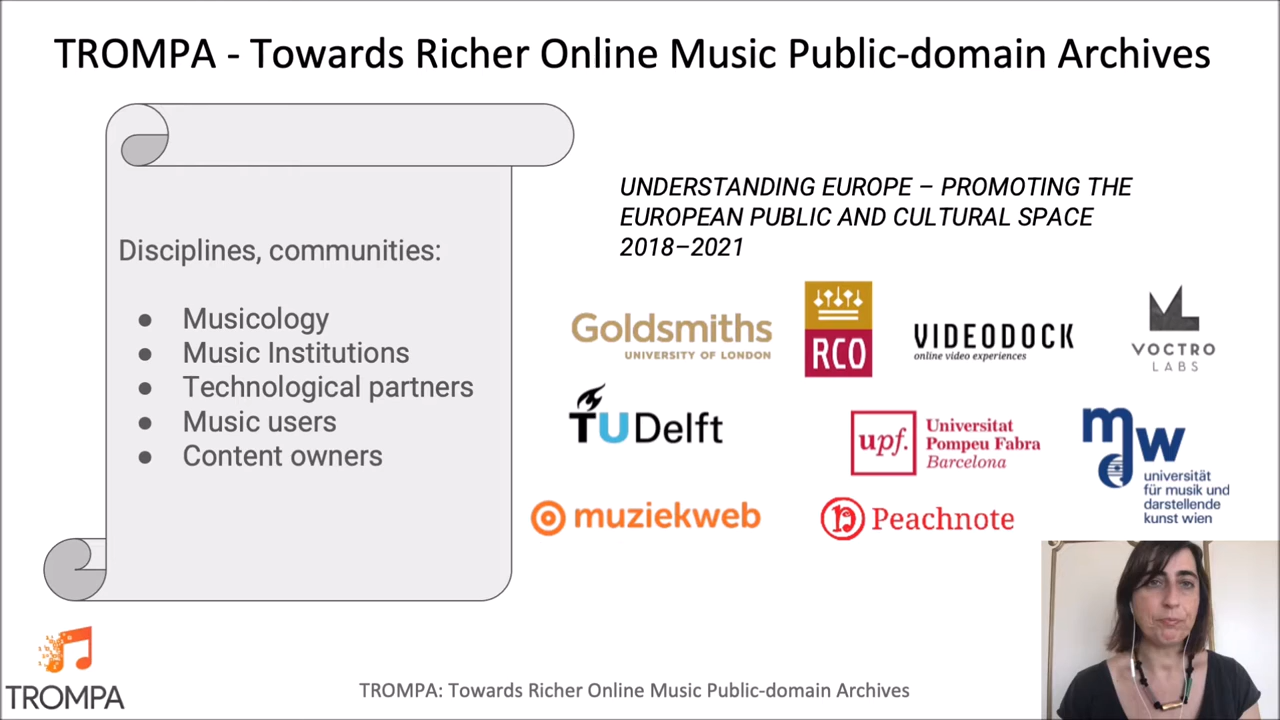 TROMPA - Towards Richer Online Music Public-domain Archives
Disciplines, communities:
● Musicology
● Music Institutions
● Technological partners
● Music users
● Content owners
UNDERSTANDING EUROPE – PROMOTING THE
EUROPEAN PUBLIC AND CULTURAL SPACE
2018–2021
Goldsmiths
UNIVERSITY OF LONDON
RCO
VIDEODOCK
online video experiences
VOCTRO
LABS
TU Delft
upf.
Universitat
Pompeu Fabra
Barcelona
mdw
universität
für musik und
darstellende
kunst wien
muziekweb
Peachnote
TROMPA
TROMPA: Towards Richer Online Music Public-domain Archives